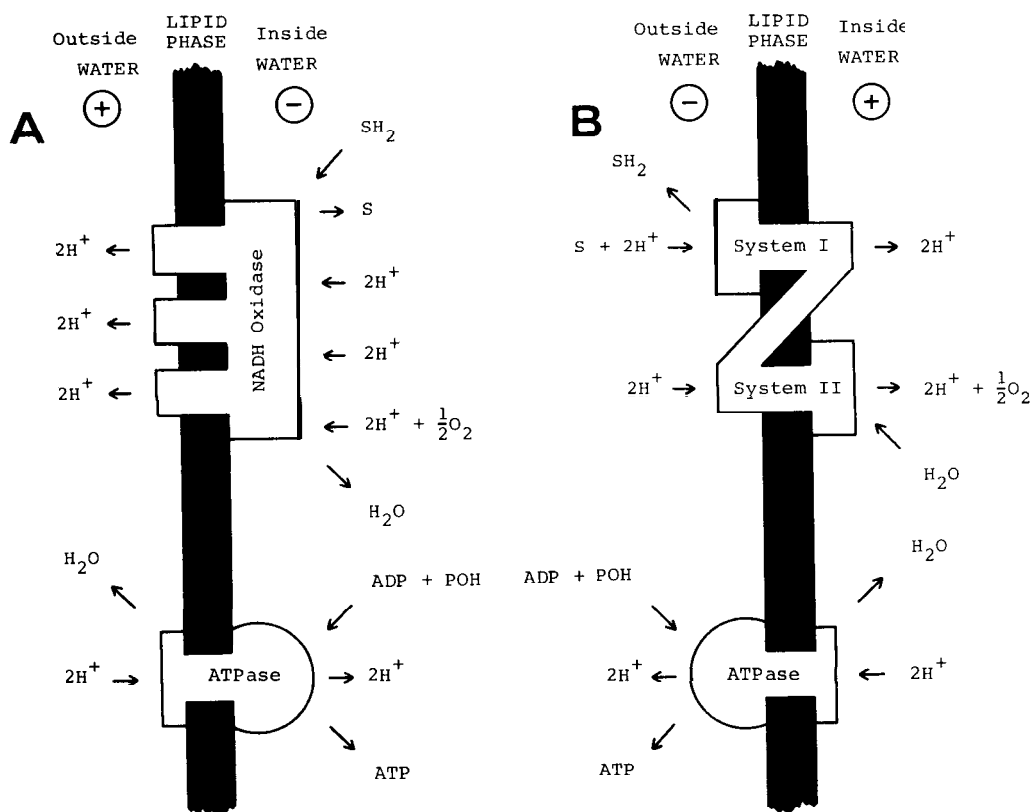 A
Outside
WATER
+
LIPID
PHASE
Inside
WATER
−
SH₂
S
2H⁺
2H⁺
2H⁺
NADH Oxidase
2H⁺
2H⁺
2H⁺ + ½O₂
H₂O
H₂O
ADP + POH
2H⁺
ATPase
2H⁺
ATP
B
Outside
WATER
−
LIPID
PHASE
Inside
WATER
+
SH₂
S + 2H⁺
System I
2H⁺
2H⁺
System II
2H⁺ + ½O₂
H₂O
H₂O
ADP + POH
2H⁺
ATPase
2H⁺
ATP